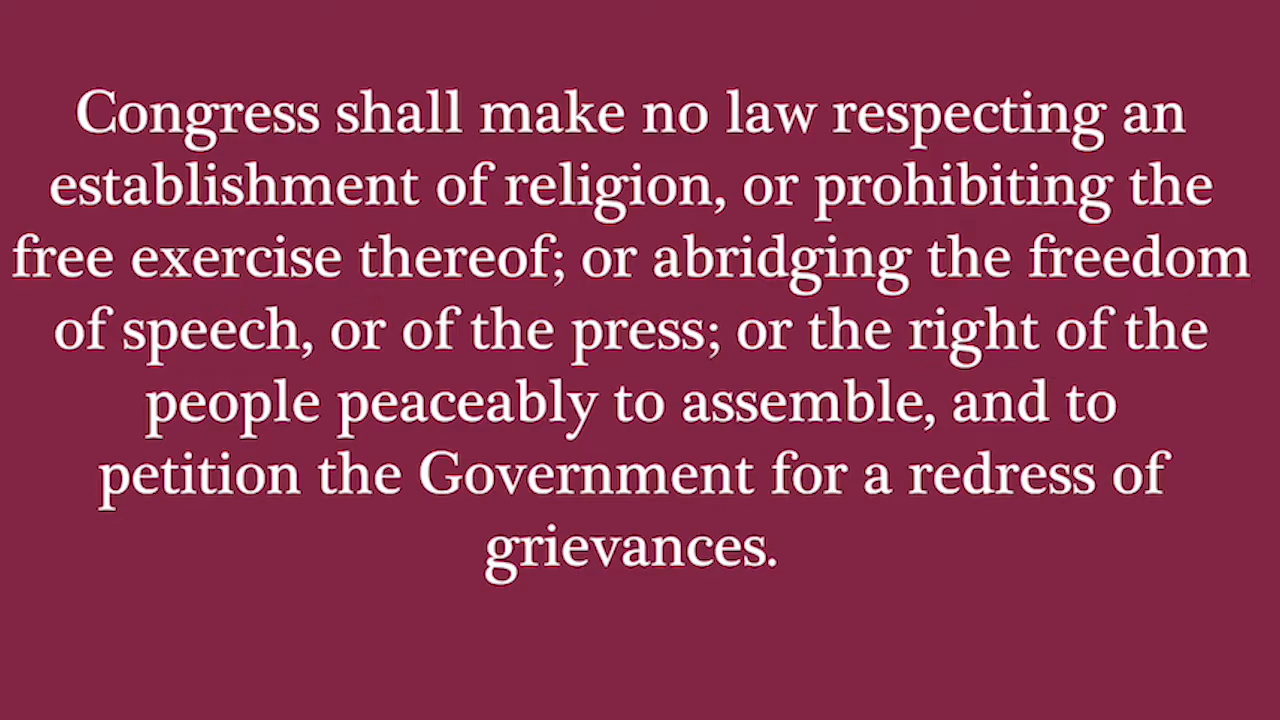 Congress shall make no law respecting an
establishment of religion, or prohibiting the
free exercise thereof; or abridging the freedom
of speech, or of the press; or the right of the
people peaceably to assemble, and to
petition the Government for a redress of
grievances.